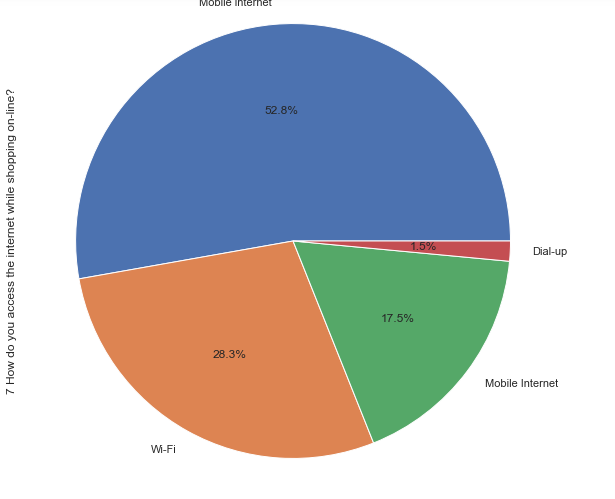 Mobile internet
52.8%
7 How do you access the internet while shopping on-line?
1.5%
Dial-up
17.5%
28.3%
Mobile Internet
Wi-Fi